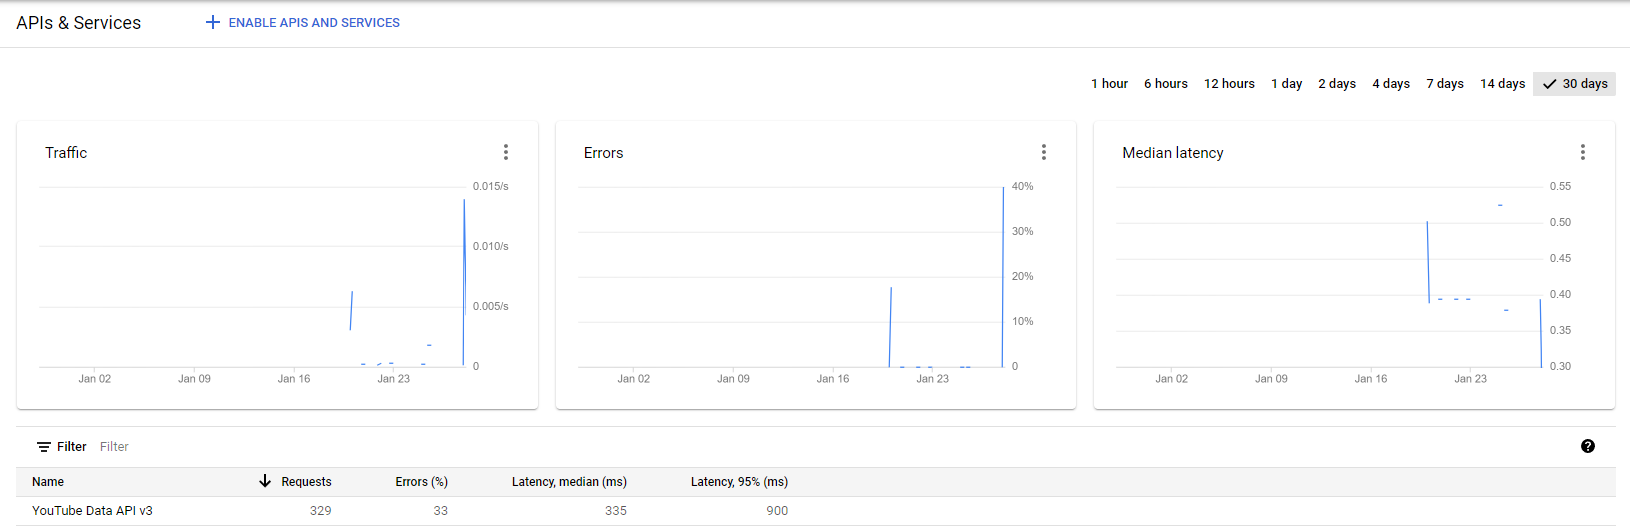 APIs & Services
ENABLE APIS AND SERVICES
1 hour 6 hours 12 hours 1 day 2 days 4 days 7 days 14 days 30 days
Traffic
0.015/s
0.010/s
0.005/s
0
Jan 02 Jan 09 Jan 16 Jan 23
Errors
40%
30%
20%
10%
0
Jan 02 Jan 09 Jan 16 Jan 23
Median latency
0.55
0.50
0.45
0.40
0.35
0.30
Jan 02 Jan 09 Jan 16 Jan 23
Filter Filter
?
Name Requests Errors (%) Latency, median (ms) Latency, 95% (ms)
YouTube Data API v3 329 33 335 900